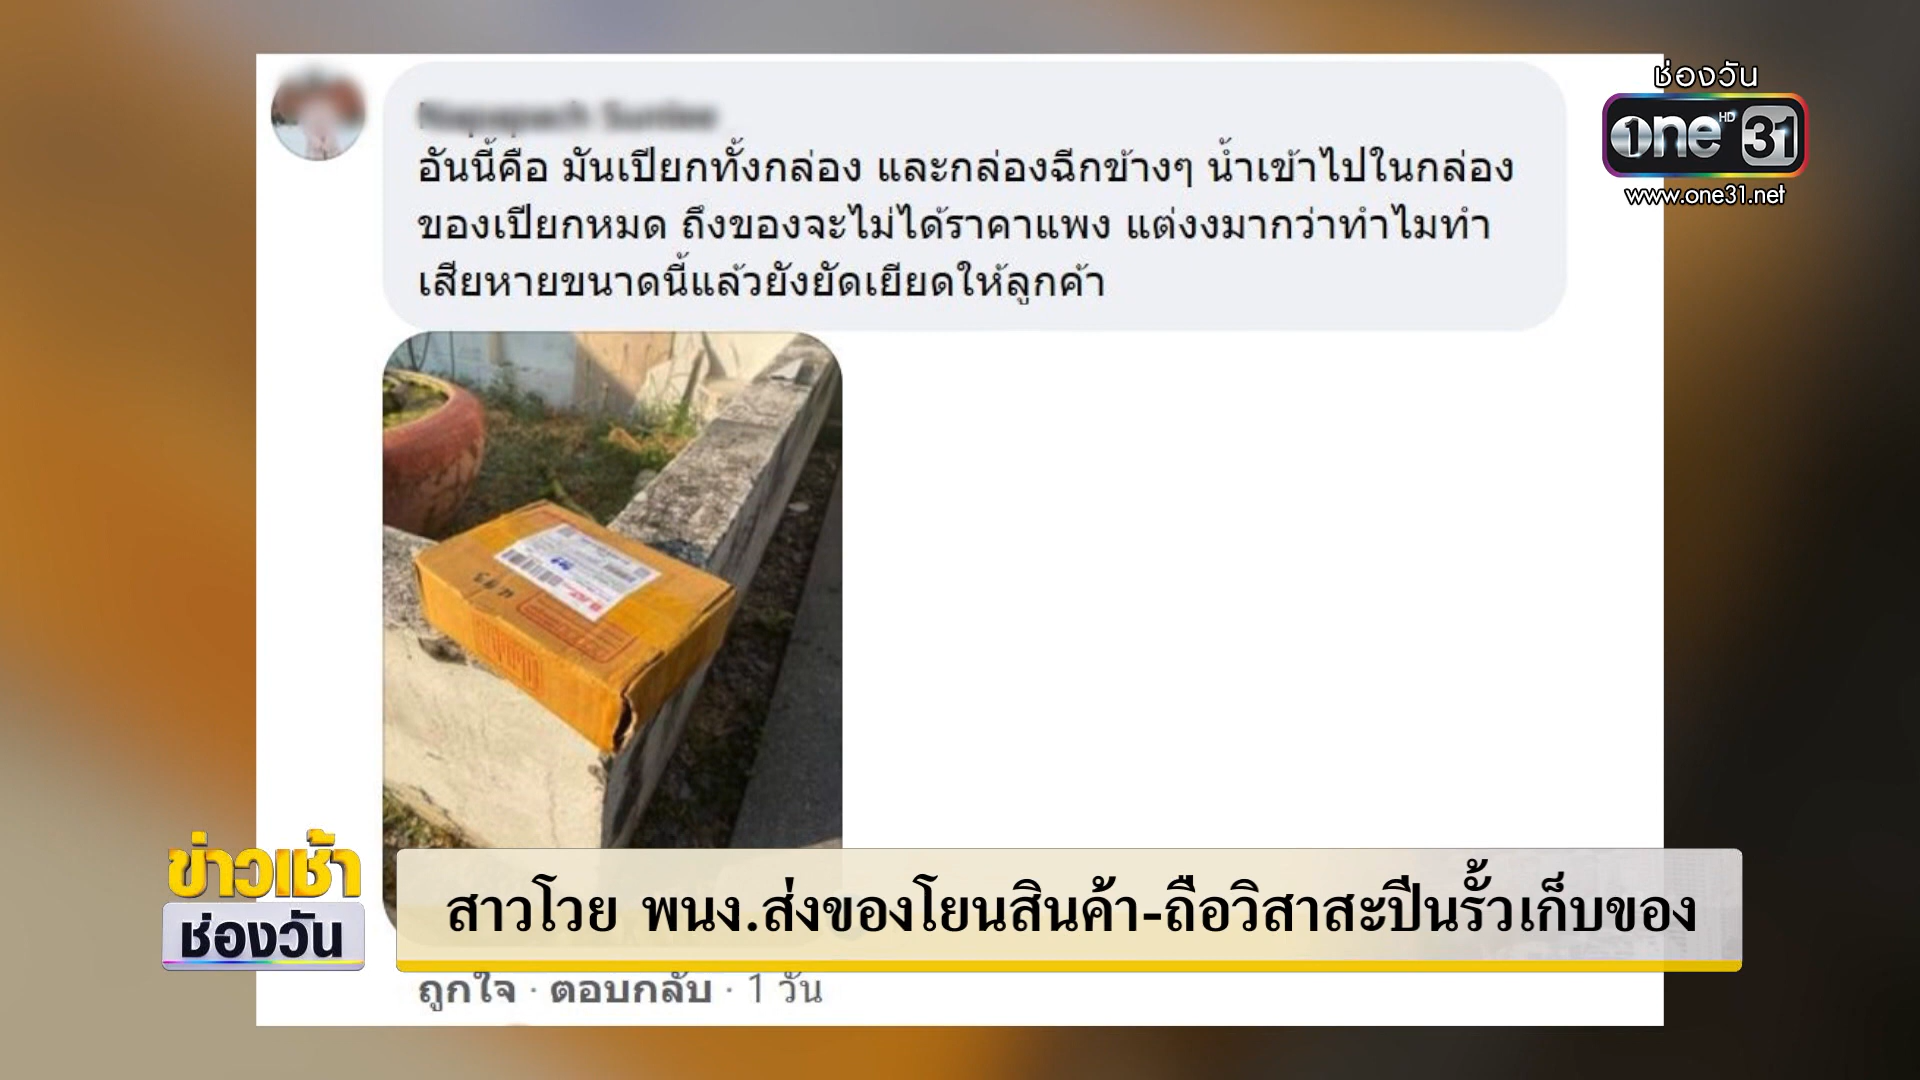 ช่องวัน
one HD 31
www.one31.net
อันนี้คือ มันเปียกทั้งกล่อง และกล่องฉีกข้างๆ น้ำเข้าไปในกล่อง
ของเปียกหมด ถึงของจะไม่ได้ราคาแพง แต่งงมากว่าทำไมทำ
เสียหายขนาดนี้แล้วยังยัดเยียดให้ลูกค้า
ข่าวเช้า
ช่องวัน
สาวโวย พนง.ส่งของโยนสินค้า-ถือวิสาสะปีนรั้วเก็บของ
ถูกใจ · ตอบกลับ · 1 วัน